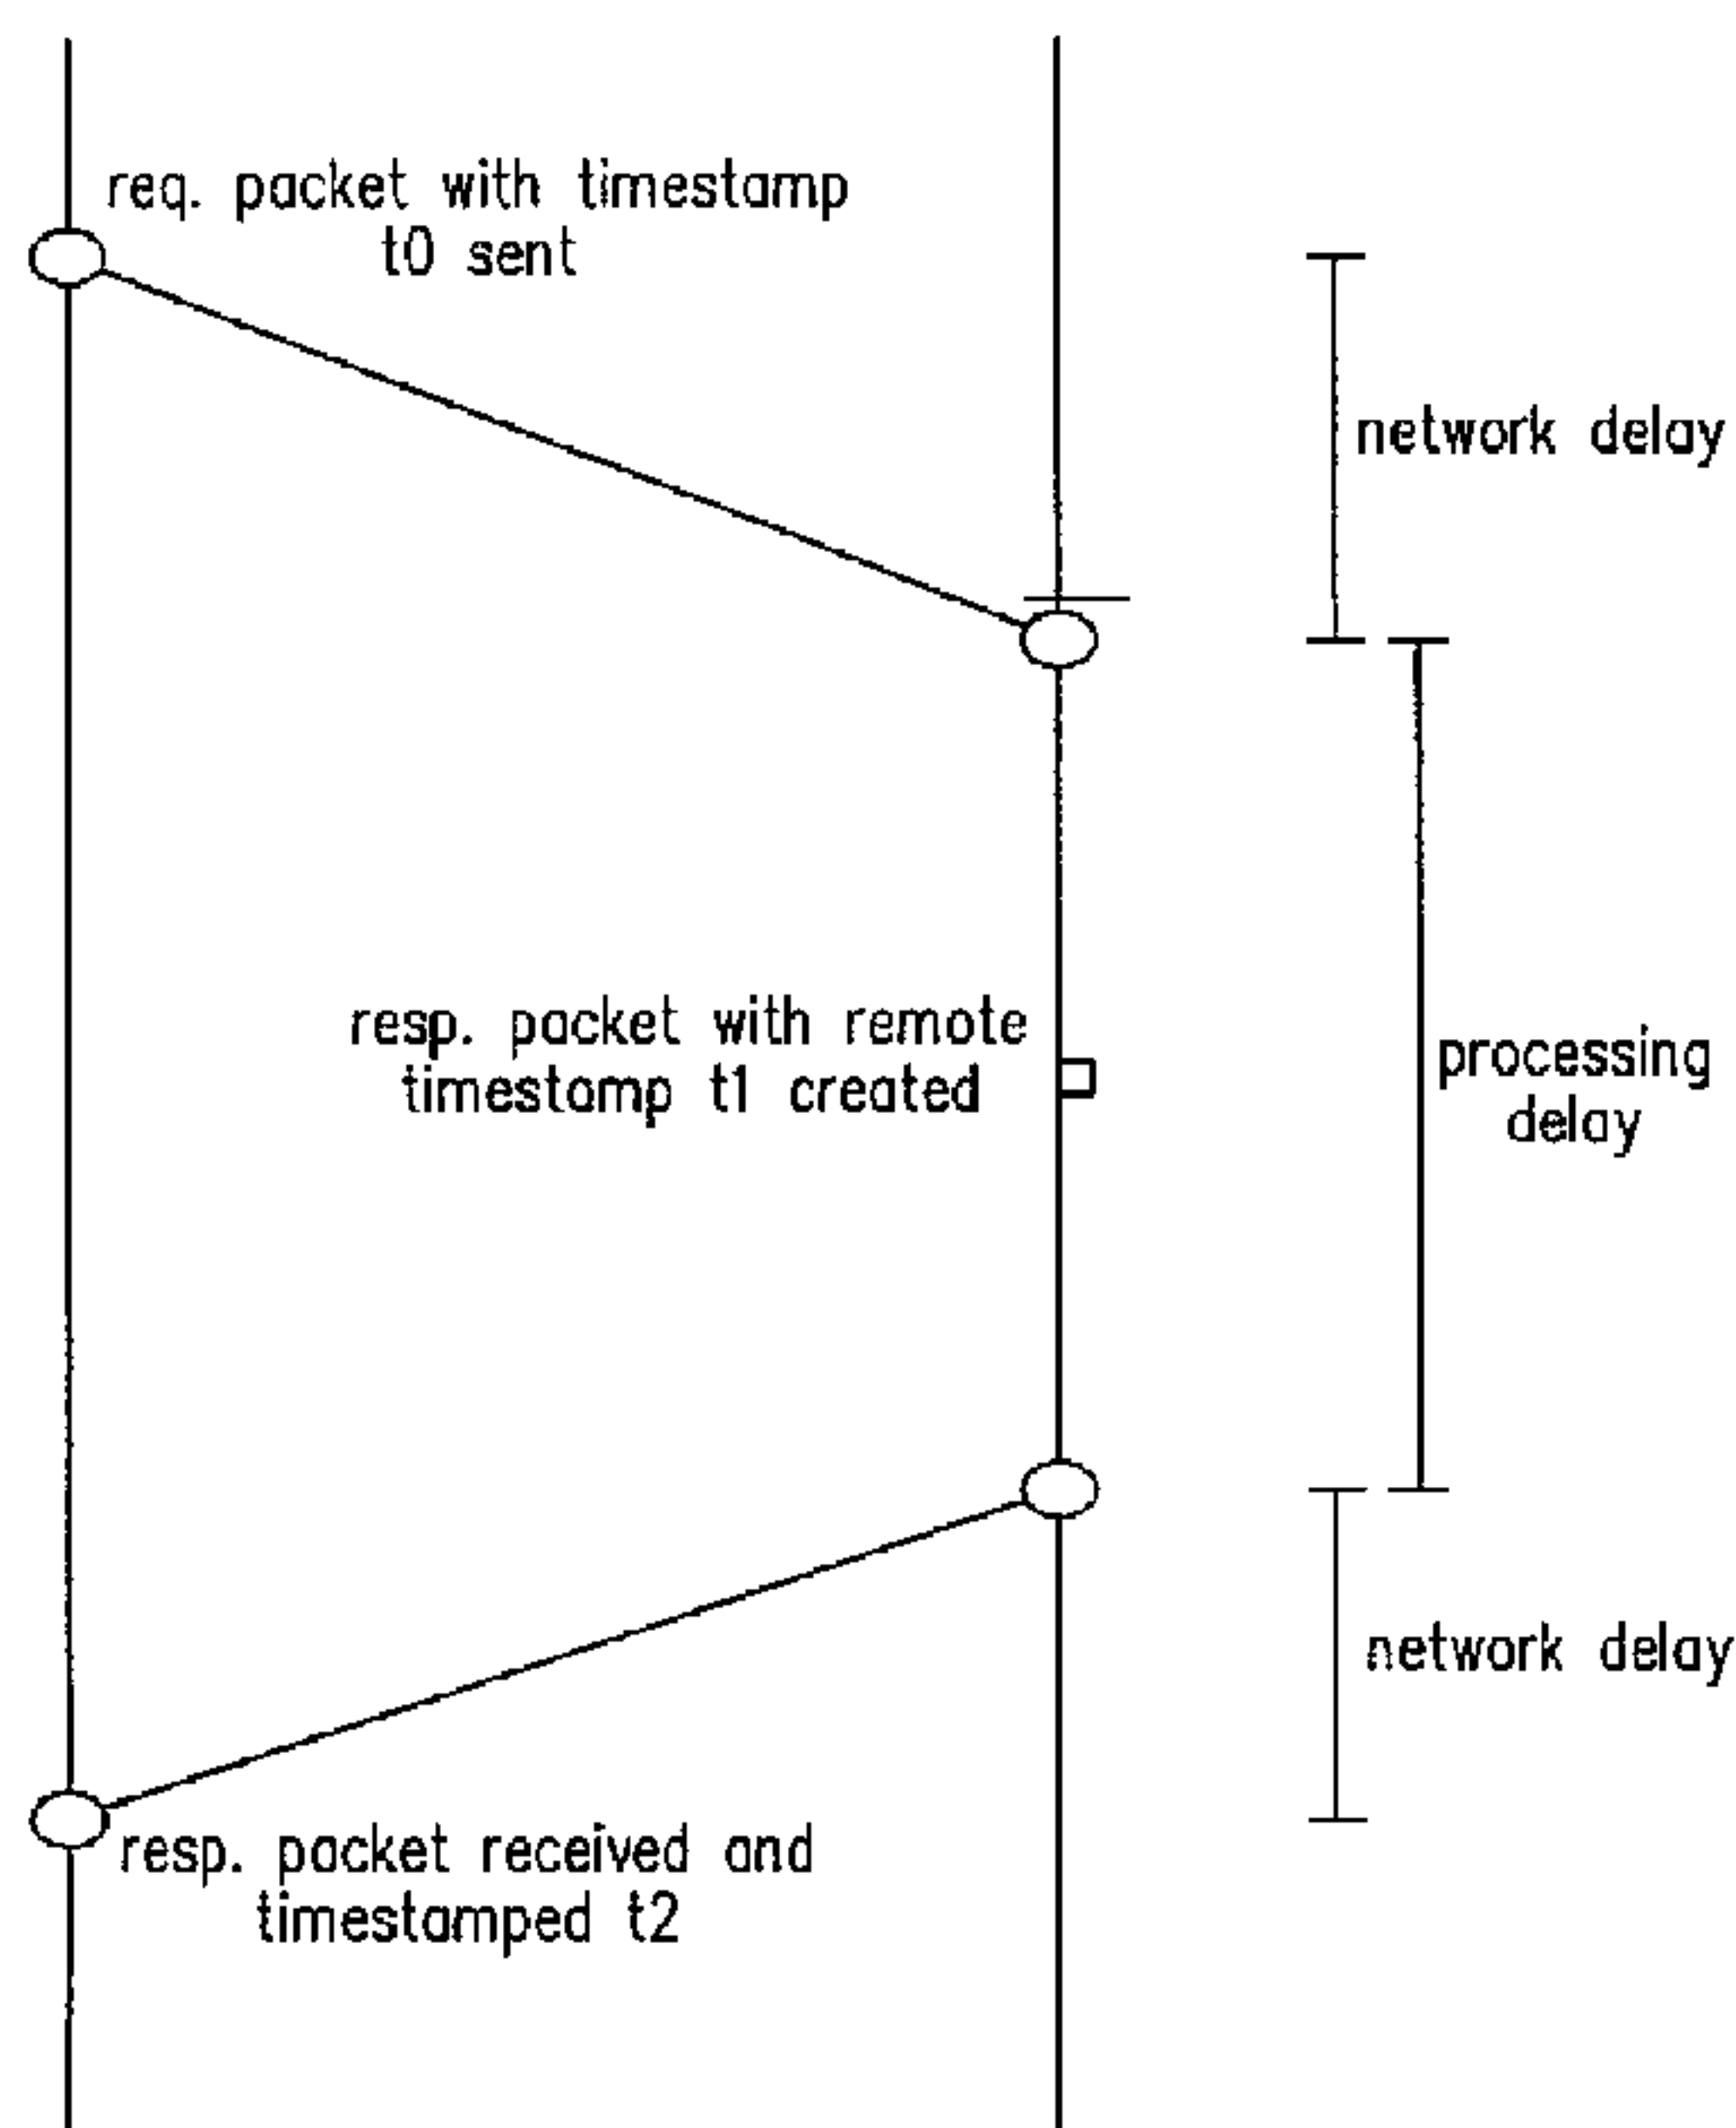 req. packet with timestamp
t0 sent
network delay
resp. packet with remote
timestamp t1 created
processing
delay
network delay
resp. packet received and
timestamped t2